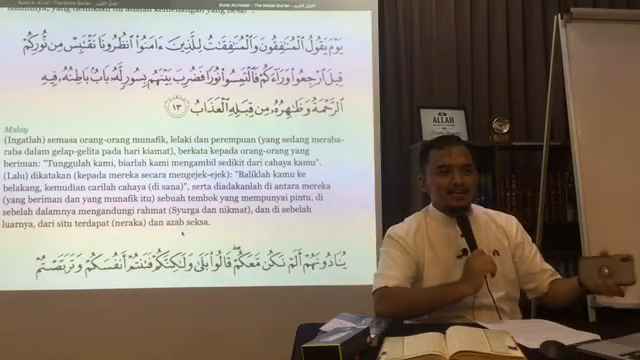 يَوْمَ يَقُولُ الْمُنَافِقُونَ وَالْمُنَافِقَاتُ لِلَّذِينَ ءَامَنُوا انْظُرُونَا نَقْتَبِسْ مِن نُّورِكُمْ
قِيلَ ارْجِعُوا وَرَاءَكُمْ فَالْتَمِسُوا نُورًا فَضُرِبَ بَيْنَهُم بِسُورٍ لَّهُ بَابٌ بَاطِنُهُ فِيهِ
الرَّحْمَةُ وَظَاهِرُهُ مِن قِبَلِهِ الْعَذَابُ ١٣
Malay
(Ingatlah) semasa orang-orang munafik, lelaki dan perempuan (yang sedang meraba-
raba dalam gelap-gelita pada hari kiamat), berkata kepada orang-orang yang
beriman: "Tunggulah kami, biarlah kami mengambil sedikit dari cahaya kamu".
(Lalu) dikatakan (kepada mereka secara mengejek-ejek): "Baliklah kamu ke
belakang, kemudian carilah cahaya (di sana)", serta diadakanlah di antara mereka
(yang beriman dan yang munafik itu) sebuah tembok yang mempunyai pintu, di
sebelah dalamnya mengandungi rahmat (Syurga dan nikmat), dan di sebelah
luarnya, dari situ terdapat (neraka) dan azab seksa.
يُنَادُونَهُمْ أَلَمْ نَكُن مَّعَكُمْ قَالُوا بَلَىٰ وَلَٰكِنَّكُمْ فَتَنتُمْ أَنفُسَكُمْ وَتَرَبَّصْتُمْ
ALLAH